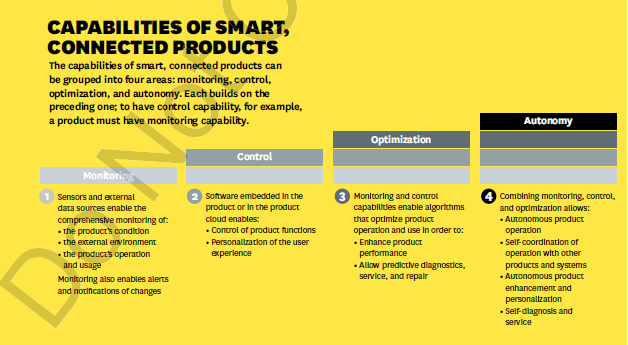 CAPABILITIES OF SMART,
CONNECTED PRODUCTS
The capabilities of smart, connected products can
be grouped into four areas: monitoring, control,
optimization, and autonomy. Each builds on the
preceding one; to have control capability, for example,
a product must have monitoring capability.
Monitoring
1
Sensors and external
data sources enable the
comprehensive monitoring of:
• the product's condition
• the external environment
• the product's operation
and usage
Monitoring also enables alerts
and notifications of changes
Control
2
Software embedded in the
product or in the product
cloud enables:
• Control of product functions
• Personalization of the user
experience
Optimization
3
Monitoring and control
capabilities enable algorithms
that optimize product
operation and use in order to:
• Enhance product
performance
• Allow predictive diagnostics,
service, and repair
Autonomy
4
Combining monitoring, control,
and optimization allows:
• Autonomous product
operation
• Self-coordination of
operation with other
products and systems
• Autonomous product
enhancement and
personalization
• Self-diagnosis and
service
Do Not